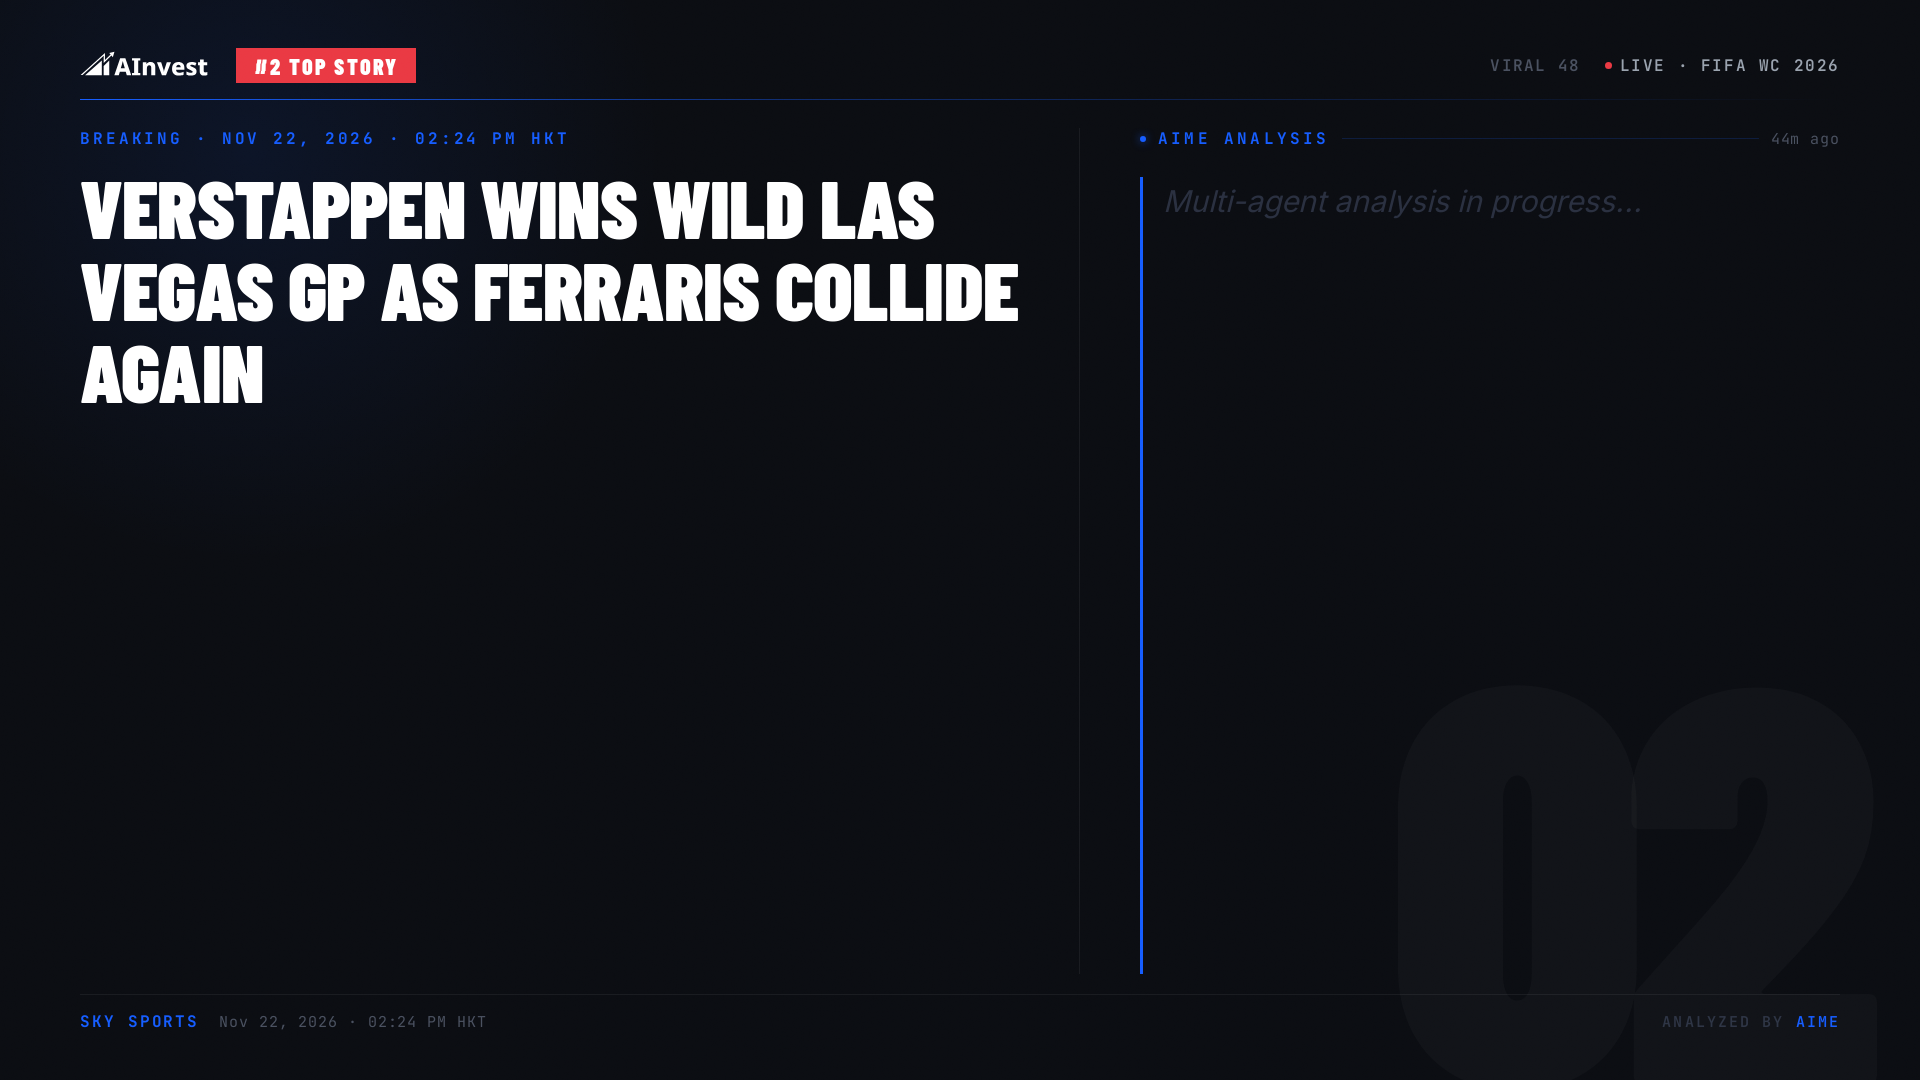 AInvest
#2 TOP STORY
VIRAL 48
LIVE · FIFA WC 2026
BREAKING · NOV 22, 2026 · 02:24 PM HKT
VERSTAPPEN WINS WILD LAS
VEGAS GP AS FERRARIS COLLIDE
AGAIN
AIME ANALYSIS
44m ago
Multi-agent analysis in progress...
02
SKY SPORTS
Nov 22, 2026 · 02:24 PM HKT
ANALYZED BY AIME